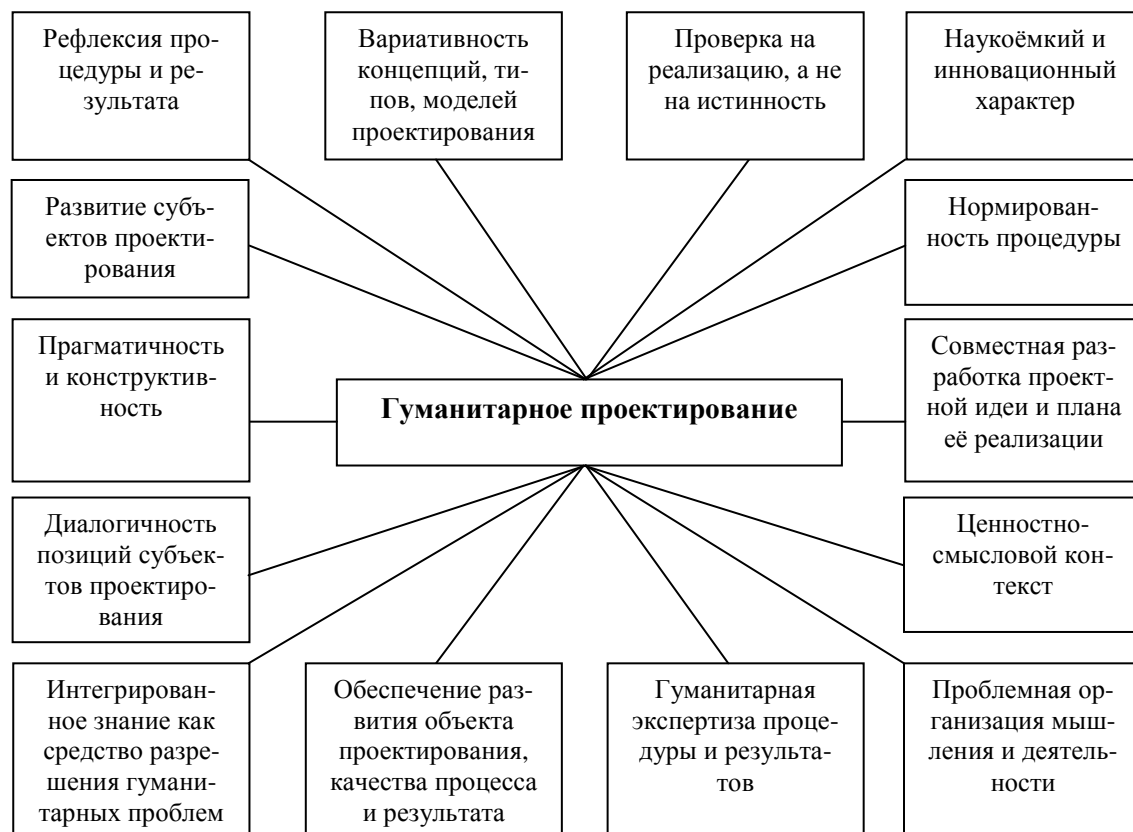 Рефлексия про-
цедуры и ре-
зультата
Вариативность
концепций, ти-
пов, моделей
проектирования
Проверка на
реализацию, а не
на истинность
Наукоёмкий и
инновационный
характер
Развитие субъ-
ектов проекти-
рования
Нормирован-
ность процедуры
Прагматичность
и конструктив-
ность
Гуманитарное проектирование
Совместная раз-
работка проект-
ной идеи и плана
её реализации
Диалогичность
позиций субъек-
тов проектиро-
вания
Ценностно-
смысловой кон-
текст
Интегрирован-
ное знание как
средство разре-
шения гумани-
тарных проблем
Обеспечение раз-
вития объекта
проектирования,
качества процесса
и результата
Гуманитарная
экспертиза проце-
дуры и результа-
тов
Проблемная ор-
ганизация мыш-
ления и деятель-
ности